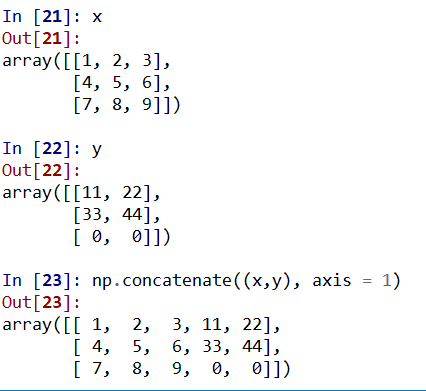 In [21]: x
Out[21]:
array([[1, 2, 3],
       [4, 5, 6],
       [7, 8, 9]])
In [22]: y
Out[22]:
array([[11, 22],
       [33, 44],
       [ 0,  0]])
In [23]: np.concatenate((x,y), axis = 1)
Out[23]:
array([[ 1,  2,  3, 11, 22],
       [ 4,  5,  6, 33, 44],
       [ 7,  8,  9,  0,  0]])